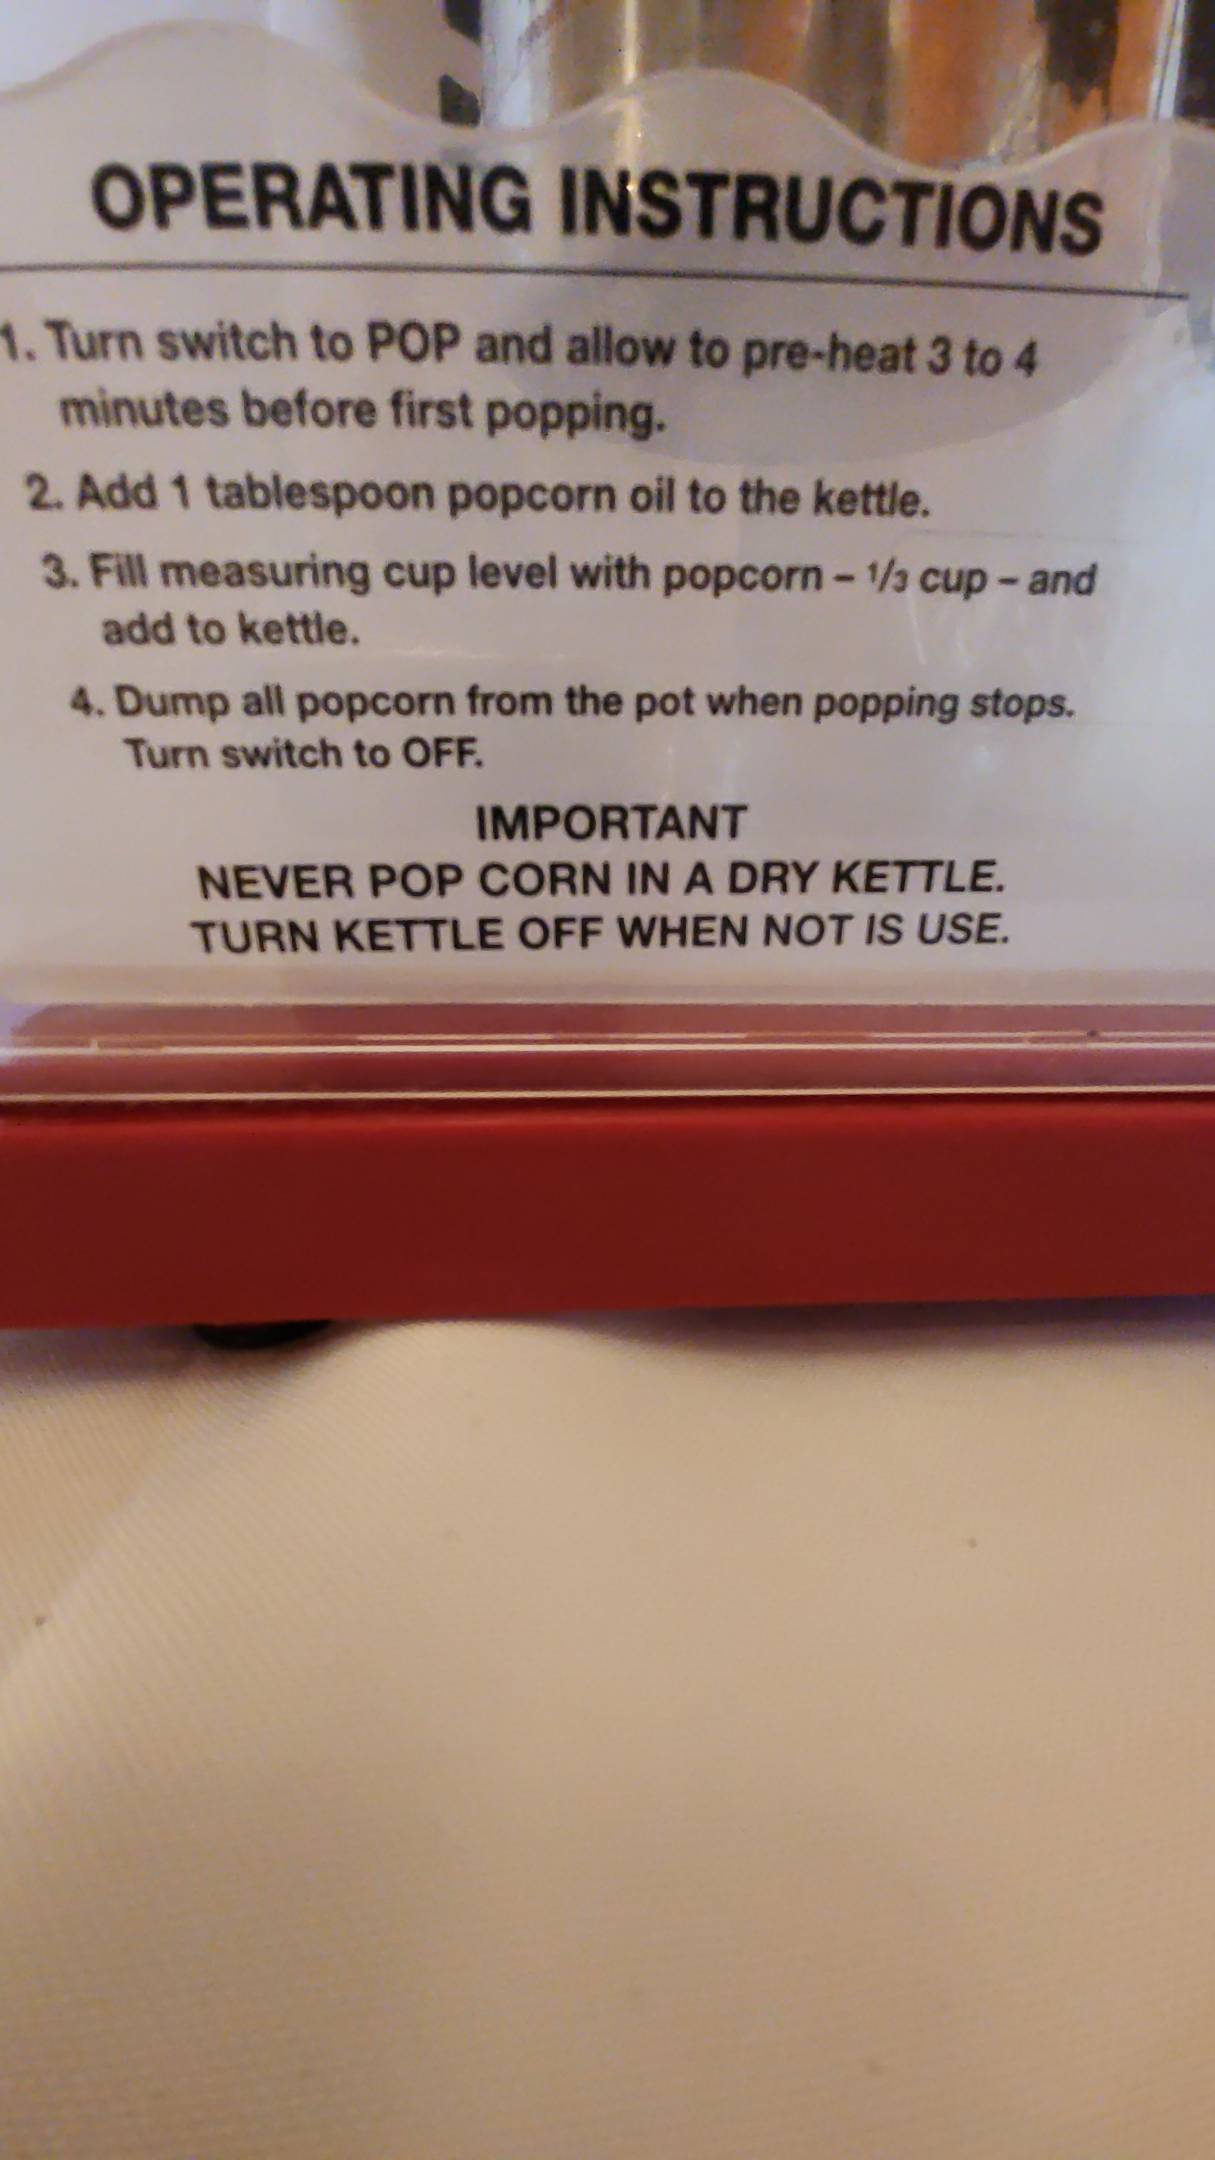 OPERATING INSTRUCTIONS
1. Turn switch to POP and allow to pre-heat 3 to 4
minutes before first popping.
2. Add 1 tablespoon popcorn oil to the kettle.
3. Fill measuring cup level with popcorn – 1/3 cup – and
add to kettle.
4. Dump all popcorn from the pot when popping stops.
Turn switch to OFF.
IMPORTANT
NEVER POP CORN IN A DRY KETTLE.
TURN KETTLE OFF WHEN NOT IS USE.